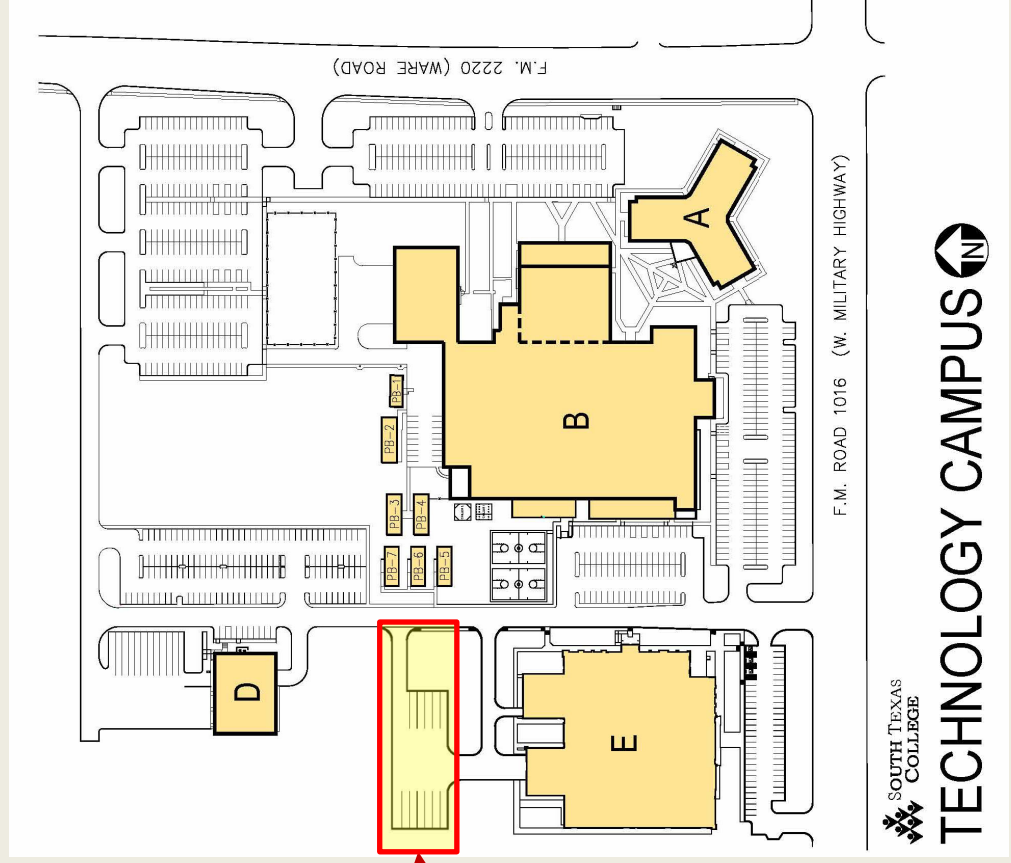 F.M. 2220 (WARE ROAD)
A
F.M. ROAD 1016 (W. MILITARY HIGHWAY)
B
PB-1
PB-2
PB-3
PB-4
PB-7
PB-6
PB-5
D
E
SOUTH TEXAS
COLLEGE
TECHNOLOGY CAMPUS
N